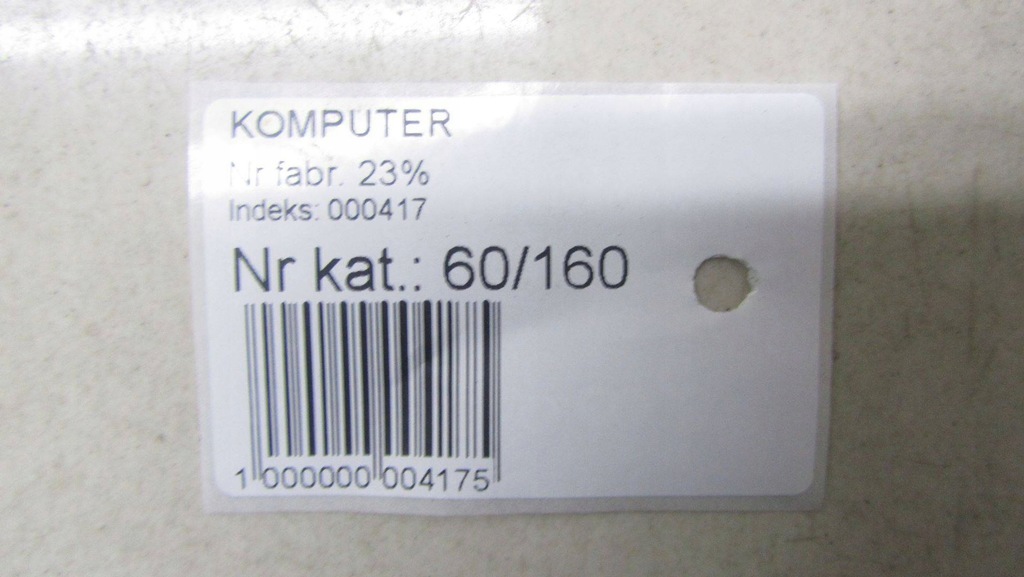 KOMPUTER
Nr fabr. 23%
Indeks: 000417
Nr kat.: 60/160
1 000000 004175